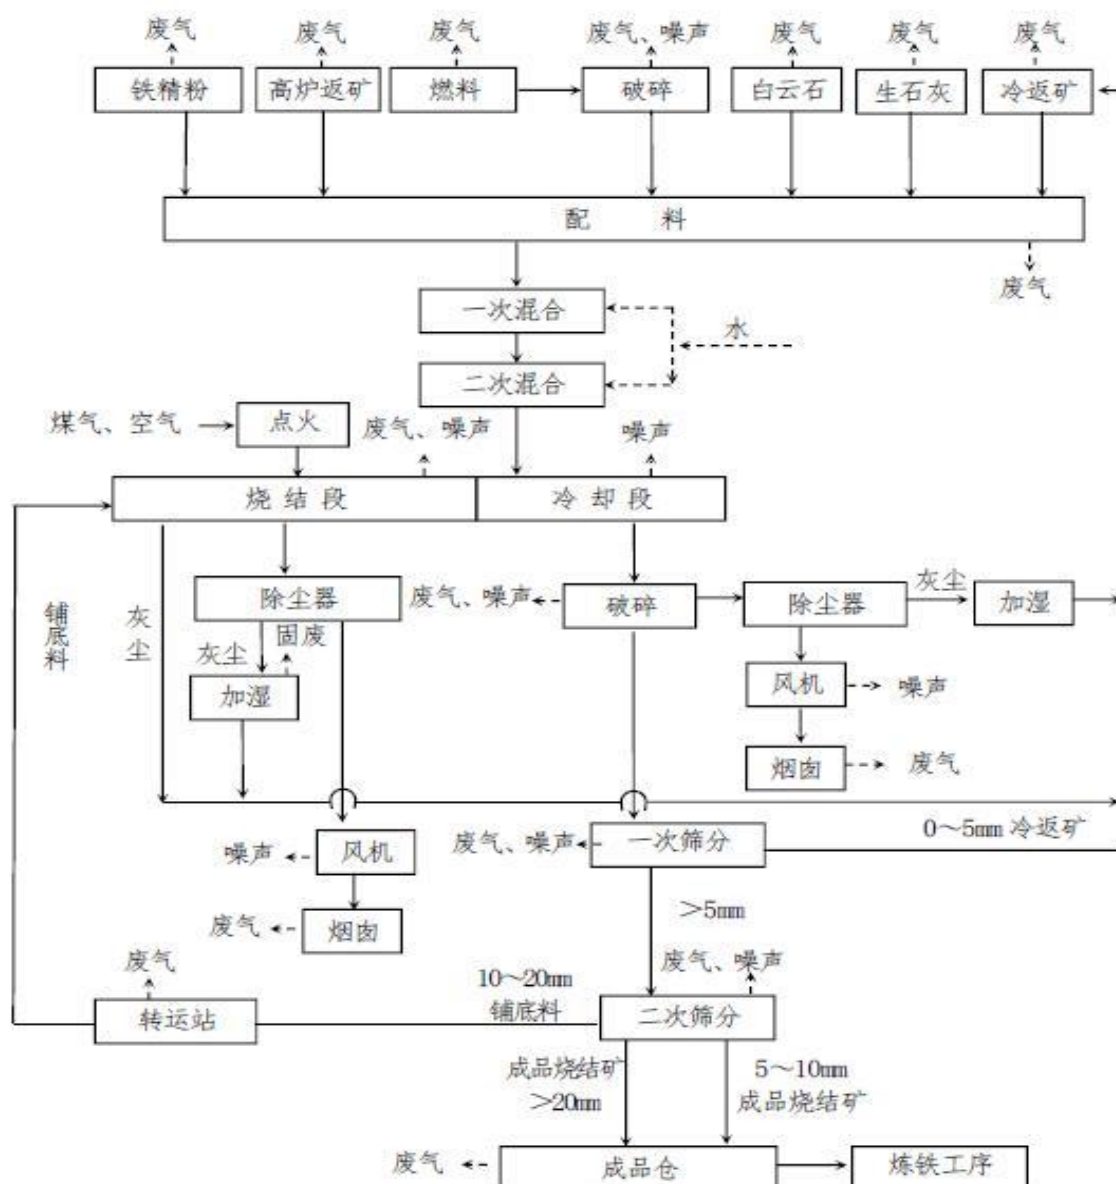 废气 废气 废气 废气、噪声 废气 废气 废气
铁精粉 高炉返矿 燃料 破碎 白云石 生石灰 冷返矿
配 料
废气
一次混合
水
二次混合
煤气、空气 点火 废气、噪声 噪声
烧结段 冷却段
铺底料
灰尘
除尘器 废气、噪声 破碎 除尘器 灰尘 加湿
灰尘 固废
加湿 风机 噪声
烟囱 废气
0～5mm 冷返矿
噪声 风机 废气、噪声 一次筛分
>5mm
废气 烟囱
废气 废气、噪声
10～20mm
转运站 铺底料 二次筛分
成品烧结矿 5～10mm
>20mm 成品烧结矿
废气 成品仓 炼铁工序